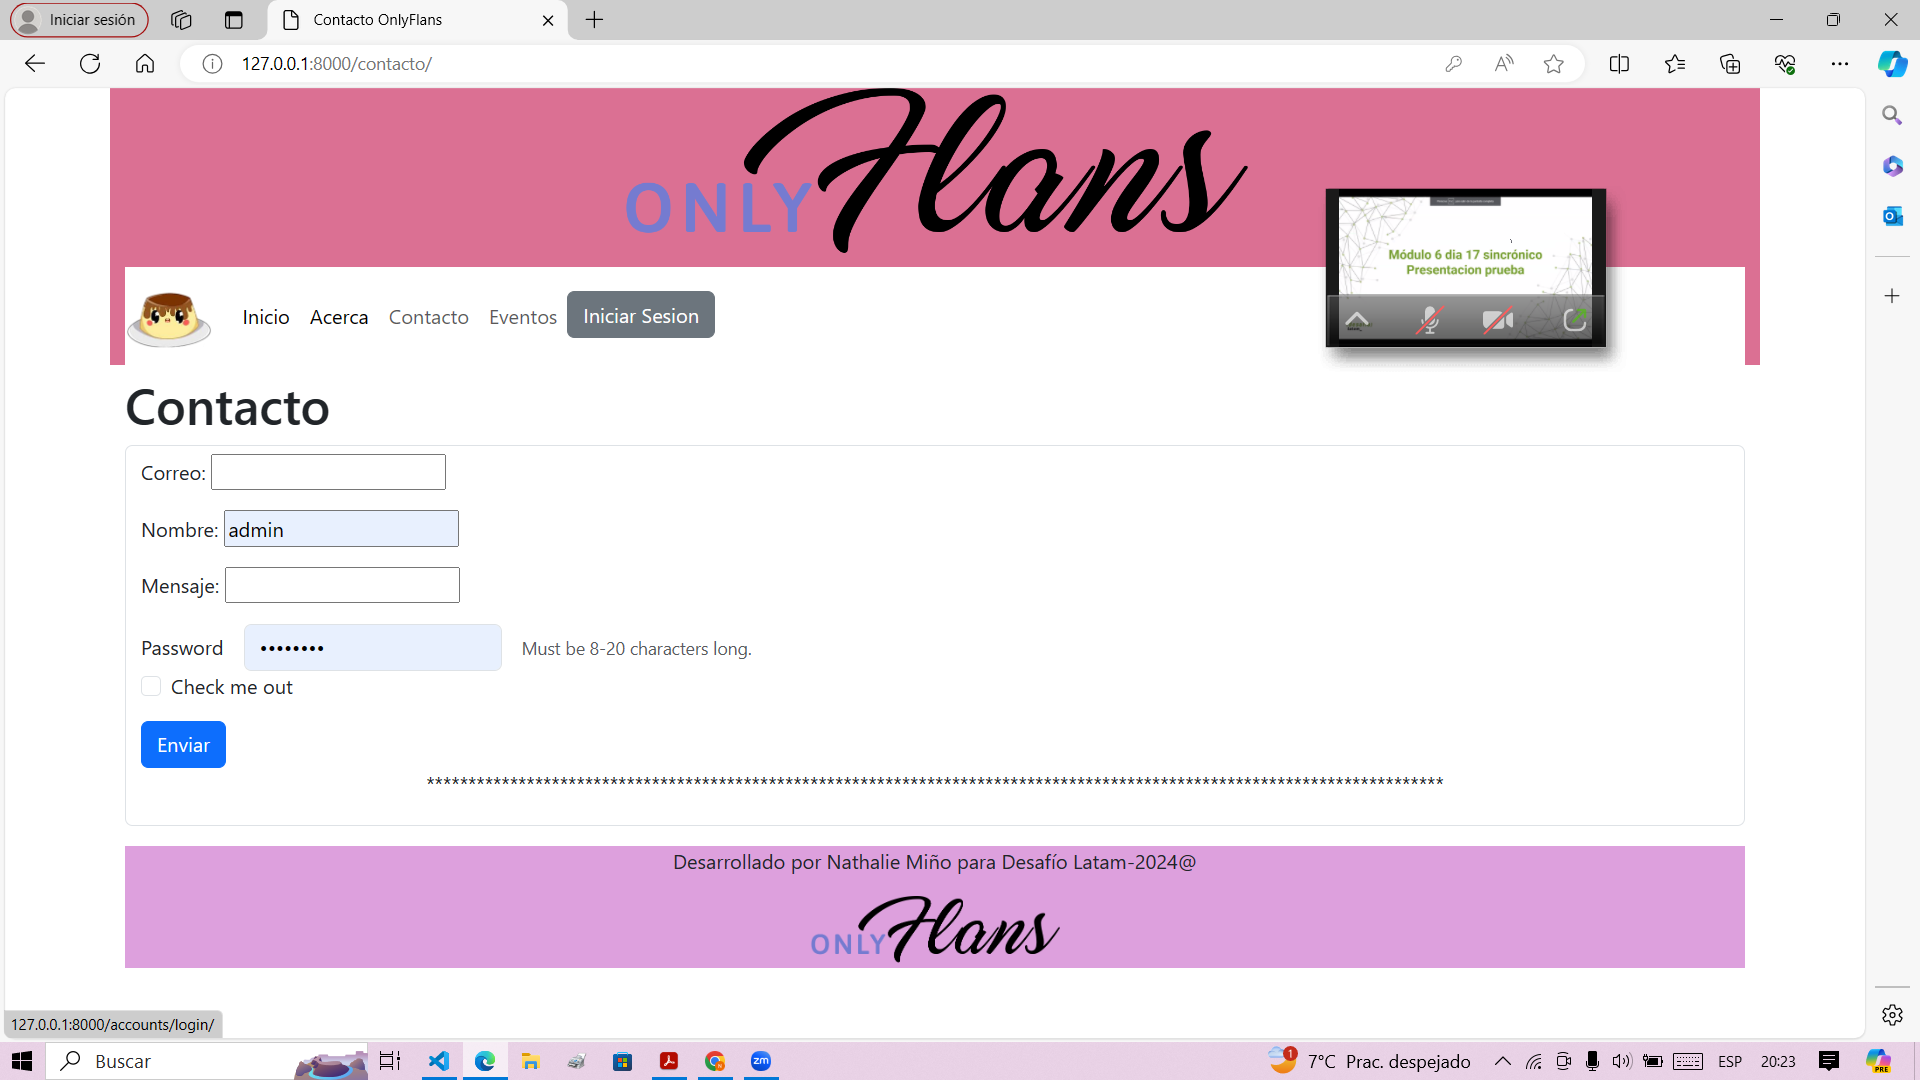 Iniciar sesión
Contacto OnlyFlans
127.0.0.1:8000/contacto/
ONLY Flans
Módulo 6 dia 17 sincrónico
Presentacion prueba
Inicio Acerca Contacto Eventos Iniciar Sesion
Contacto
Correo:
Nombre: admin
Mensaje:
Password •••••••• Must be 8-20 characters long.
Check me out
Enviar
Desarrollado por Nathalie Miño para Desafío Latam-2024@
ONLY Flans
127.0.0.1:8000/accounts/login/
Buscar
zm
1
7°C Prac. despejado
ESP
20:23
PRE